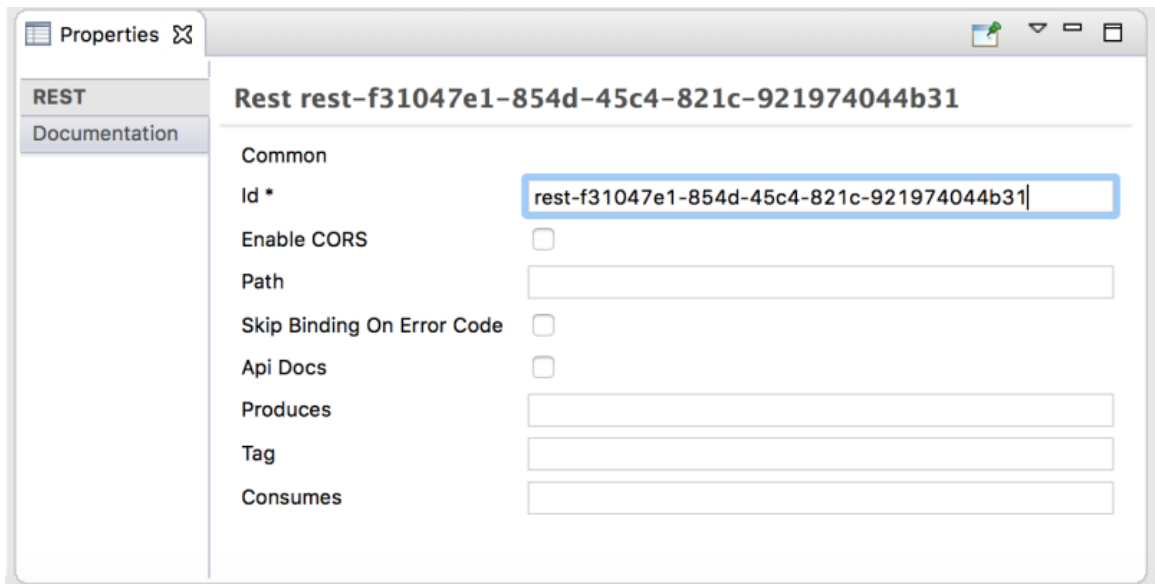 Properties
REST
Documentation
Rest rest-f31047e1-854d-45c4-821c-921974044b31
Common
Id * rest-f31047e1-854d-45c4-821c-921974044b31
Enable CORS
Path
Skip Binding On Error Code
Api Docs
Produces
Tag
Consumes